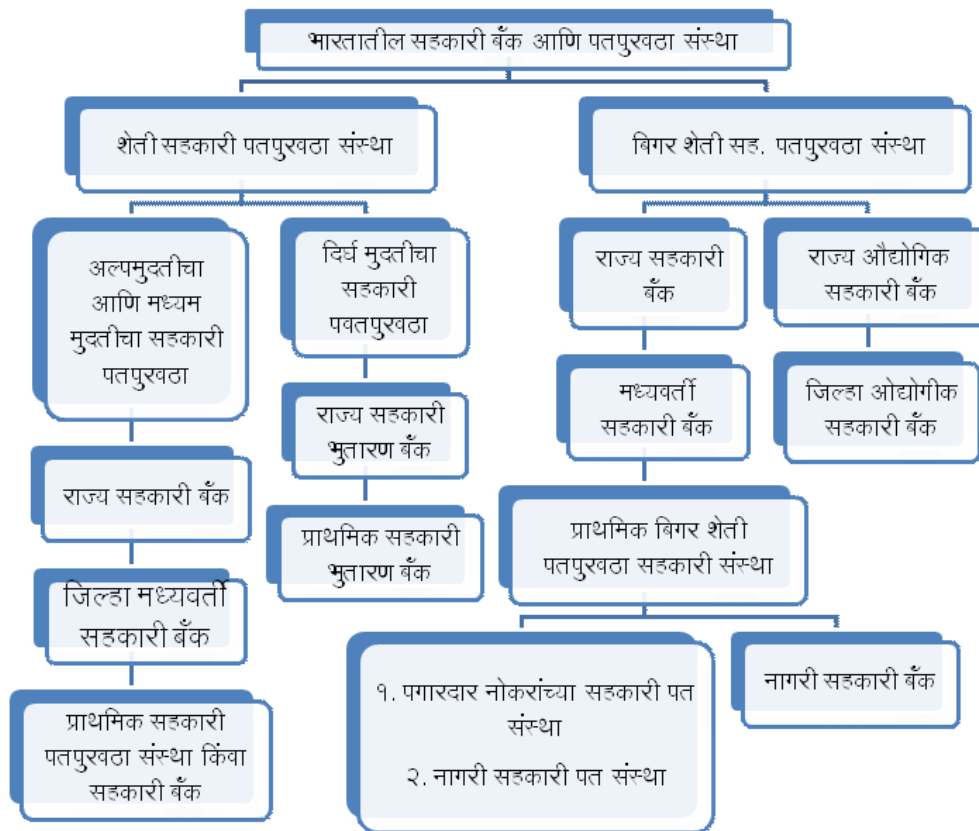 भारतातील सहकारी बँक आणि पतपुरवठा संस्था
शेती सहकारी पतपुरवठा संस्था
बिगर शेती सह. पतपुरवठा संस्था
अल्पमुदतीचा
आणि मध्यम
मुदतीचा सहकारी
पतपुरवठा
दिर्घ मुदतीचा
सहकारी
पवतपुरवठा
राज्य सहकारी
बँक
राज्य औद्योगिक
सहकारी बँक
राज्य सहकारी
भुतारण बँक
मध्यवर्ती
सहकारी बँक
जिल्हा ओद्योगीक
सहकारी बँक
राज्य सहकारी बँक
प्राथमिक सहकारी
भुतारण बँक
प्राथमिक बिगर शेती
पतपुरवठा सहकारी संस्था
जिल्हा मध्यवर्ती
सहकारी बँक
१. पगारदार नोकरांच्या सहकारी पत
संस्था
२. नागरी सहकारी पत संस्था
नागरी सहकारी बँक
प्राथमिक सहकारी
पतपुरवठा संस्था किंवा
सहकारी बँक